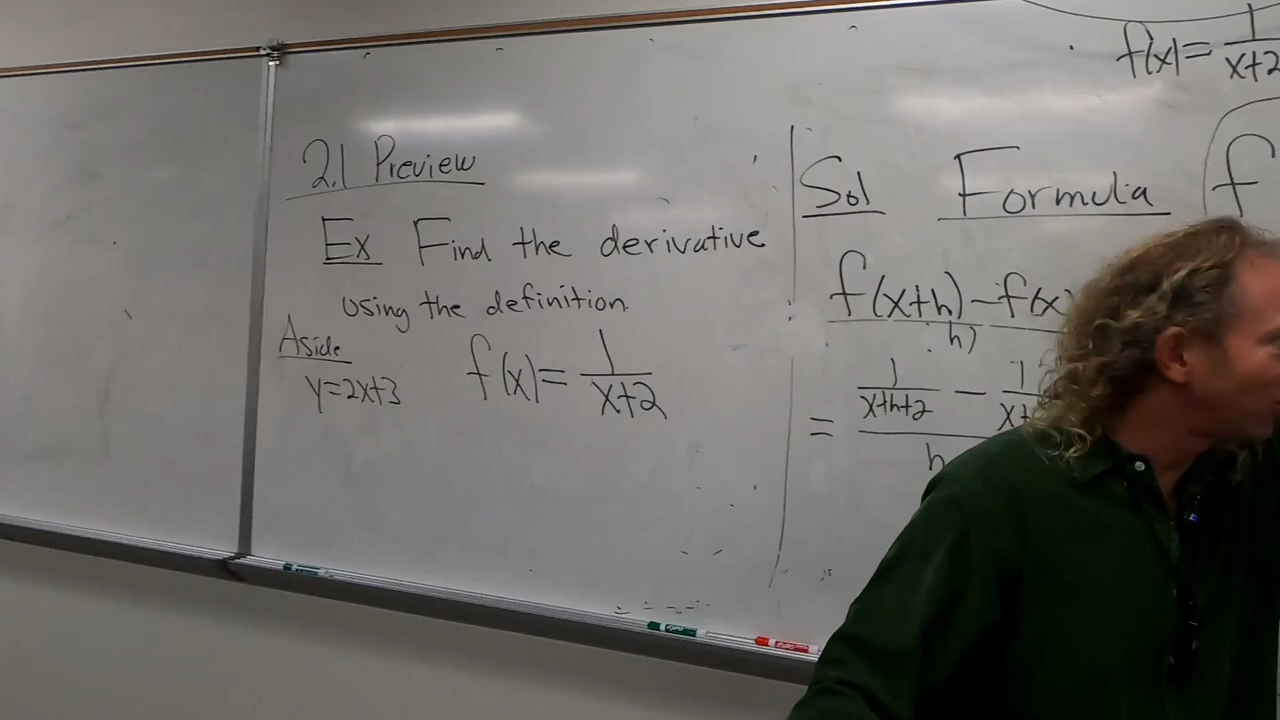 2.1 Preview
Ex Find the derivative
using the definition.
Aside
y=2x+3
f(x)= 1/(x+2)
f(x)= 1/(x+2)
Sol Formula f
f(x+h)-f(x)
h
= 1/(x+h+2) - 1/(x+
h